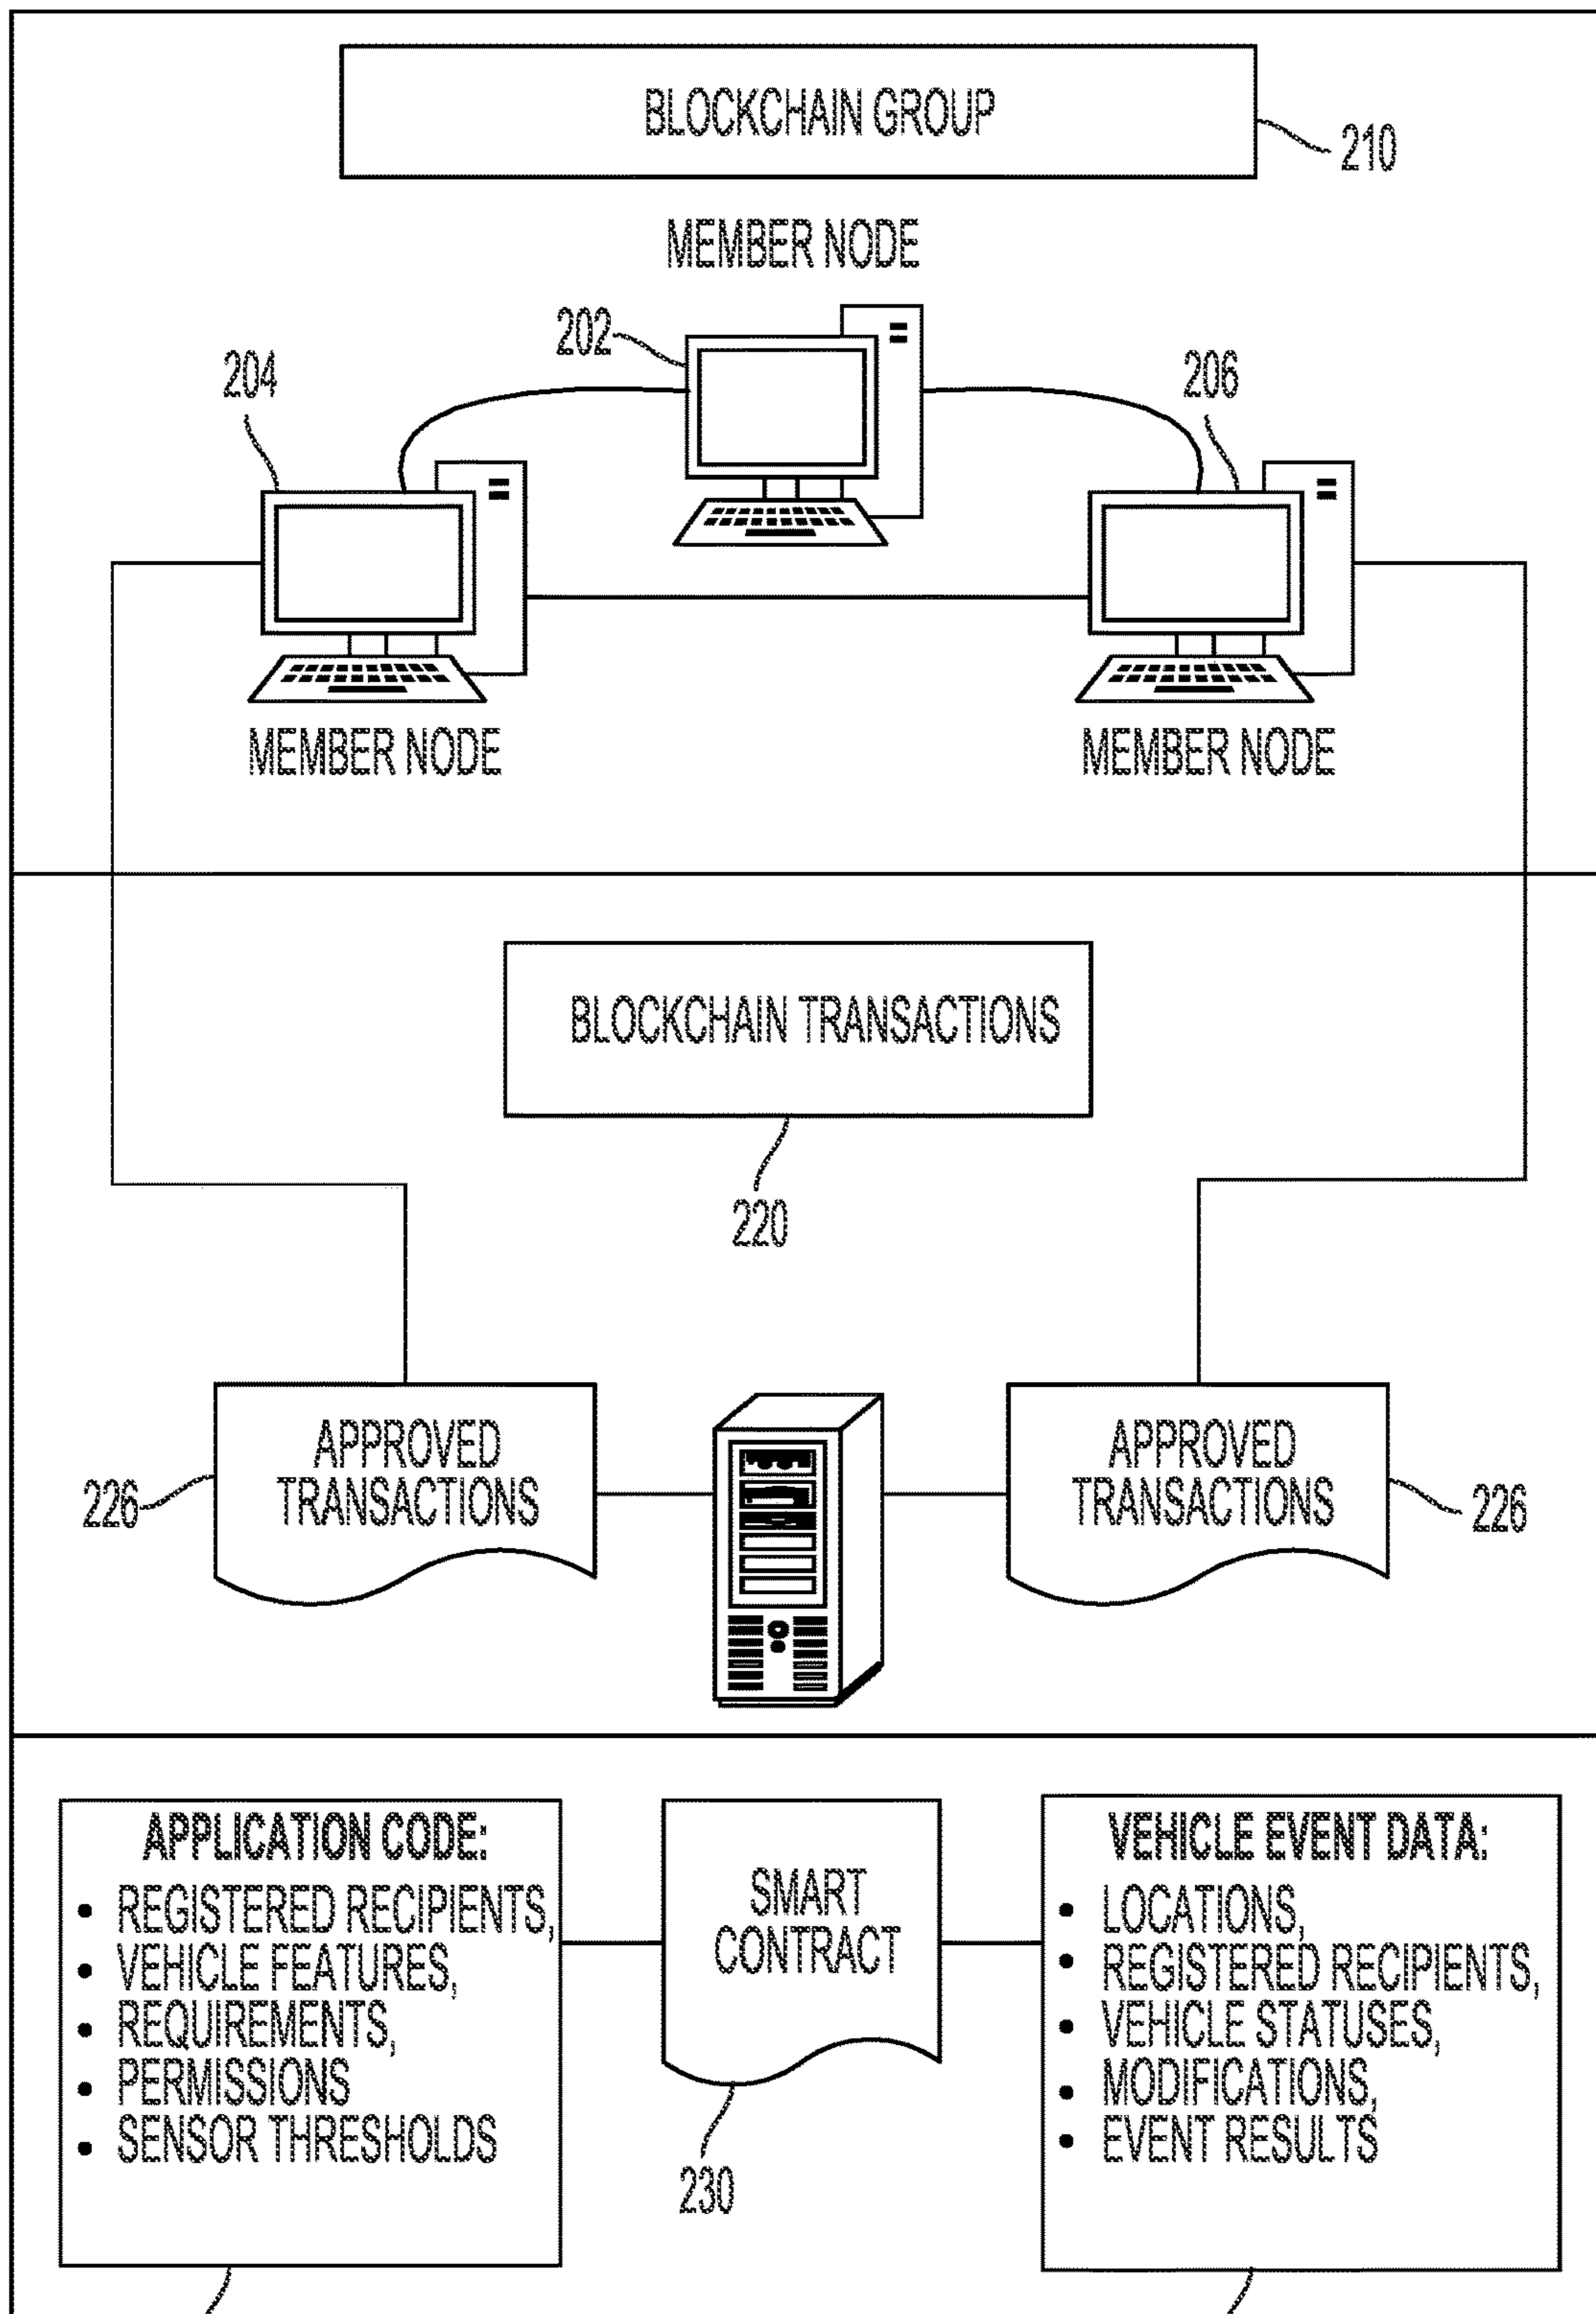 BLOCKCHAIN GROUP
210
MEMBER NODE
202
204
206
MEMBER NODE
MEMBER NODE
BLOCKCHAIN TRANSACTIONS
220
APPROVED
TRANSACTIONS
226
APPROVED
TRANSACTIONS
226
APPLICATION CODE:
• REGISTERED RECIPIENTS,
• VEHICLE FEATURES,
• REQUIREMENTS,
• PERMISSIONS
• SENSOR THRESHOLDS
SMART
CONTRACT
230
VEHICLE EVENT DATA:
• LOCATIONS,
• REGISTERED RECIPIENTS,
• VEHICLE STATUSES,
• MODIFICATIONS,
• EVENT RESULTS